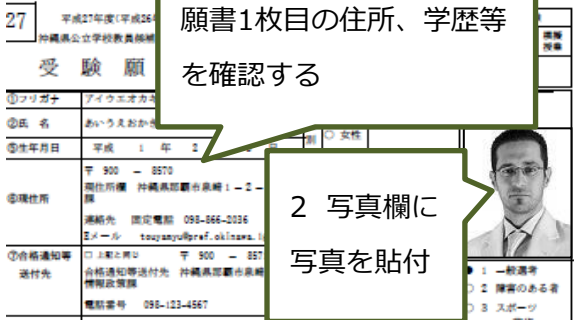 27 平成27年度(平成26
沖縄県公立学校教員候補
受 験 願
願書1枚目の住所、学歴等
を確認する
授業
①フリガナ アイウエオカキ
②氏 名 あいうえおかき
別 ○ 女性
⑤生年月日 平成 1 年 2
〒 900 - 8570
⑥現住所
現住所欄 沖縄県那覇市泉崎1-2-
課
連絡先 固定電話 098-866-2036
Eメール touyamyu@pref.okinawa.l
2 写真欄に
写真を貼付
⑦合格通知等
送付先
□ 上記と同じ 〒 900 - 857
合格通知等送付先 沖縄県那覇市泉崎
情報政策課
電話番号 098-123-4567
● 1 一般選考
○ 2 障害のある者
○ 3 スポーツ